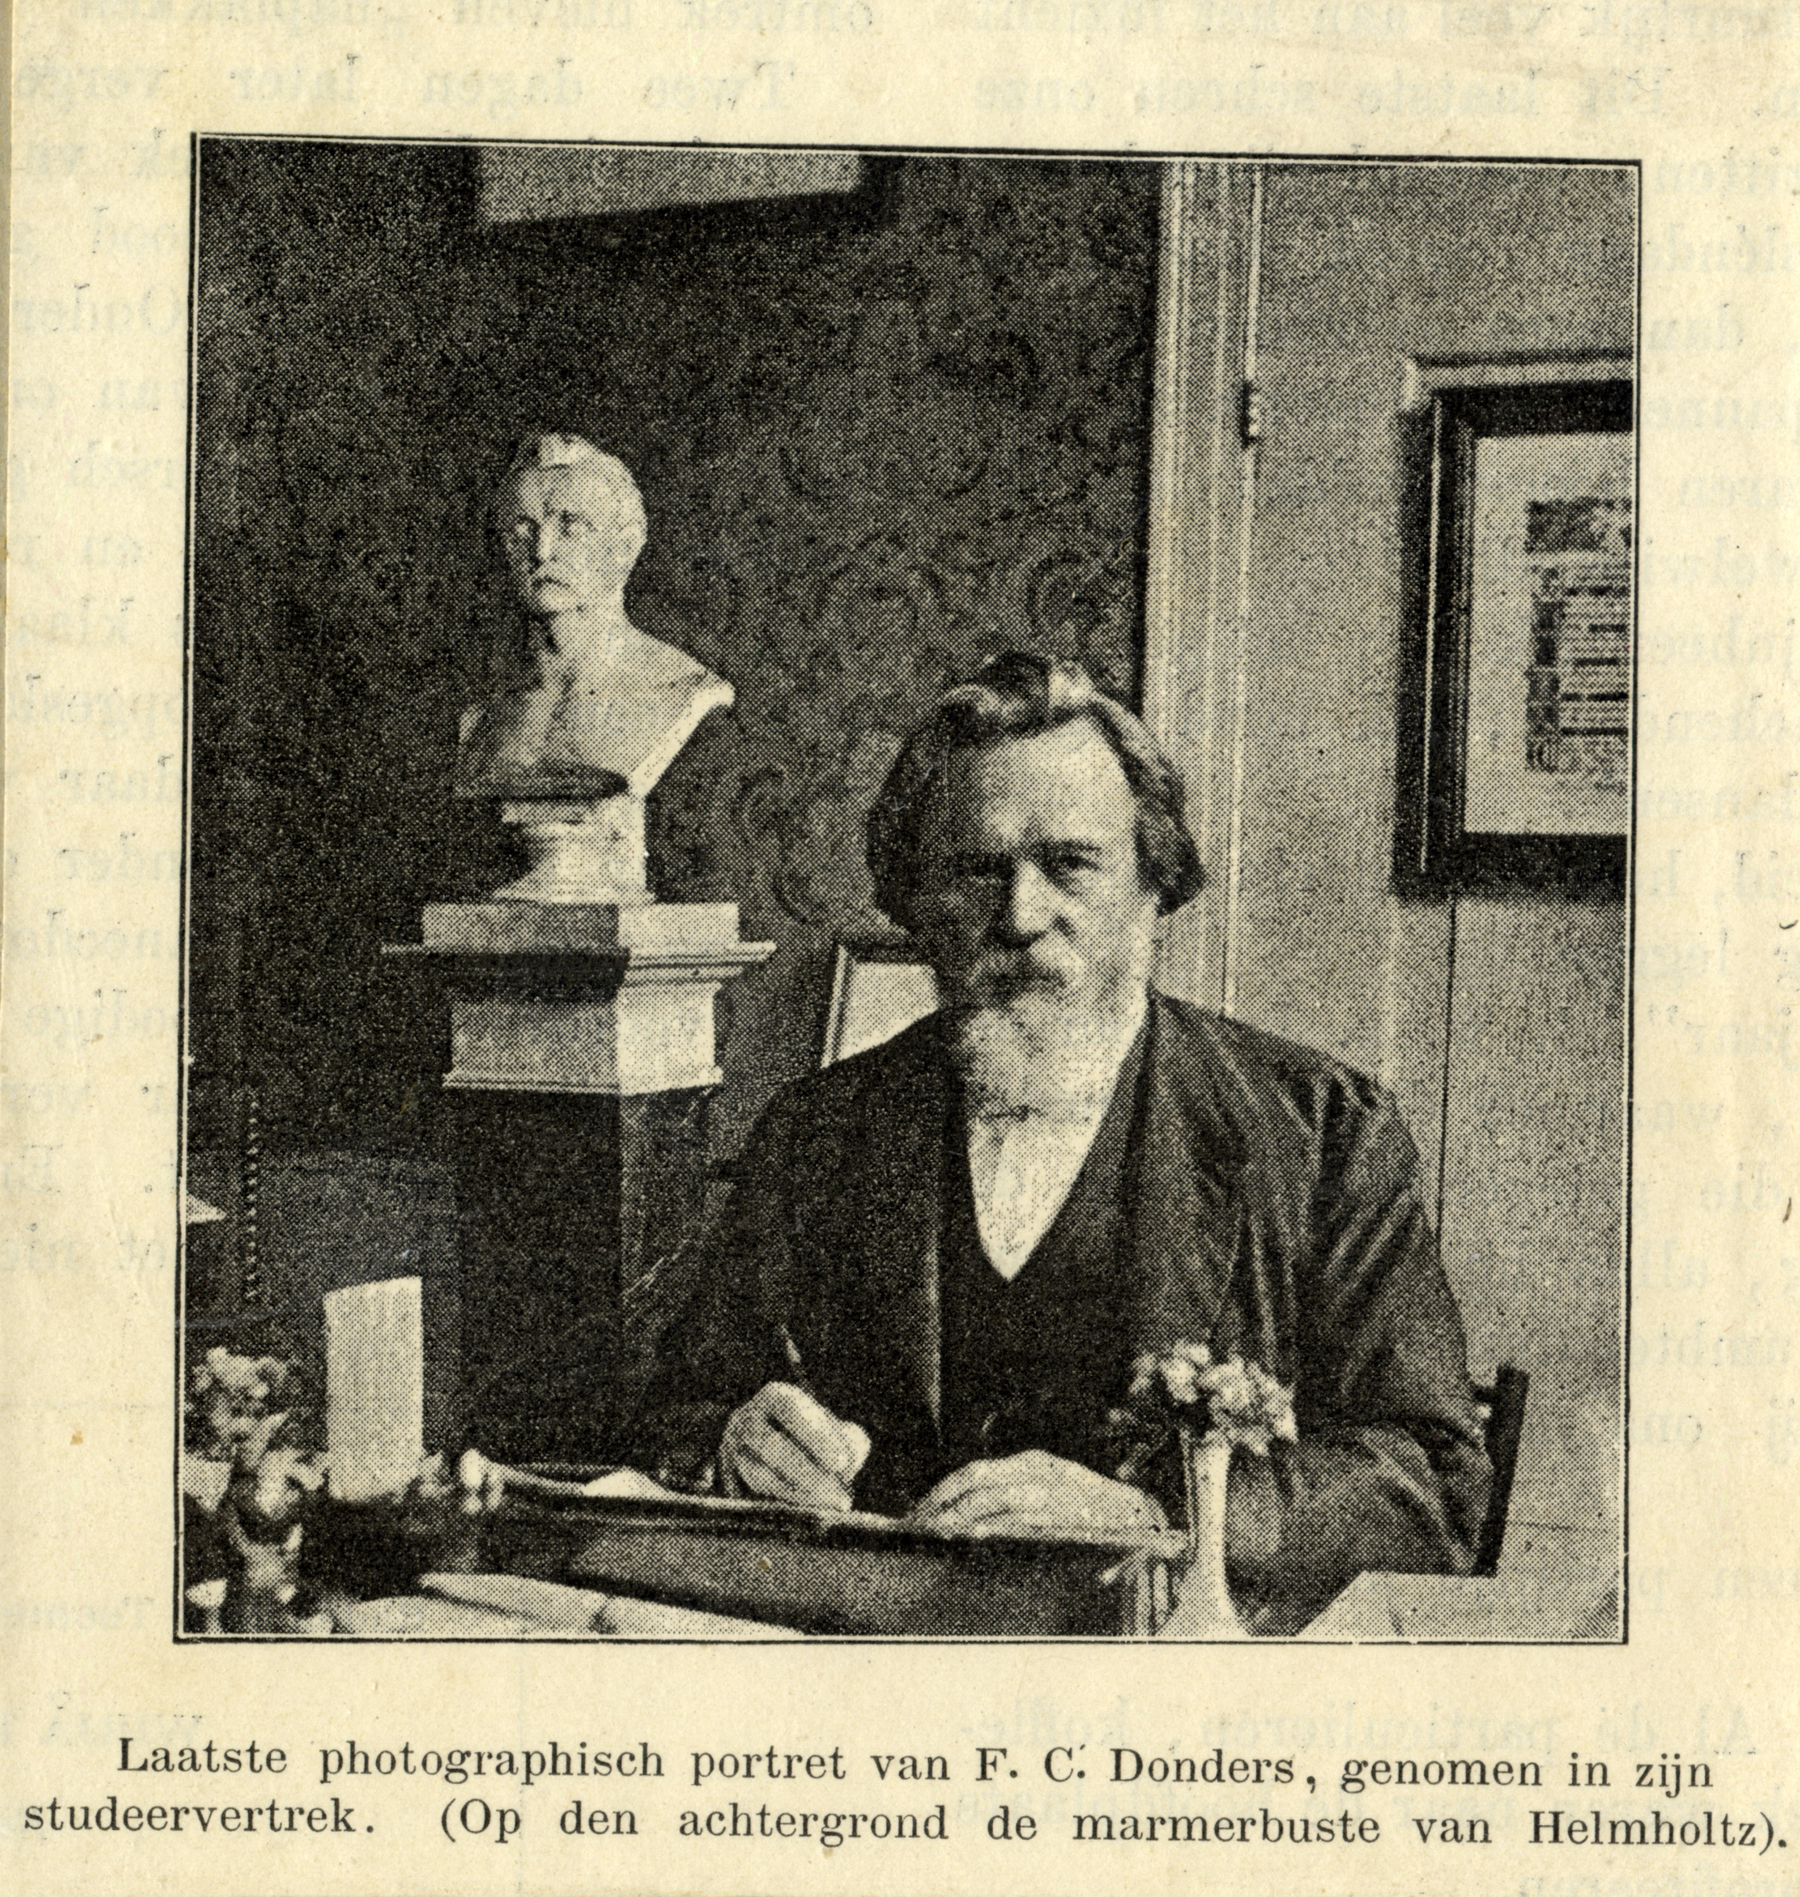 Laatste photographisch portret van F. C. Donders, genomen in zijn
studeervertrek. (Op den achtergrond de marmerbuste van Helmholtz).